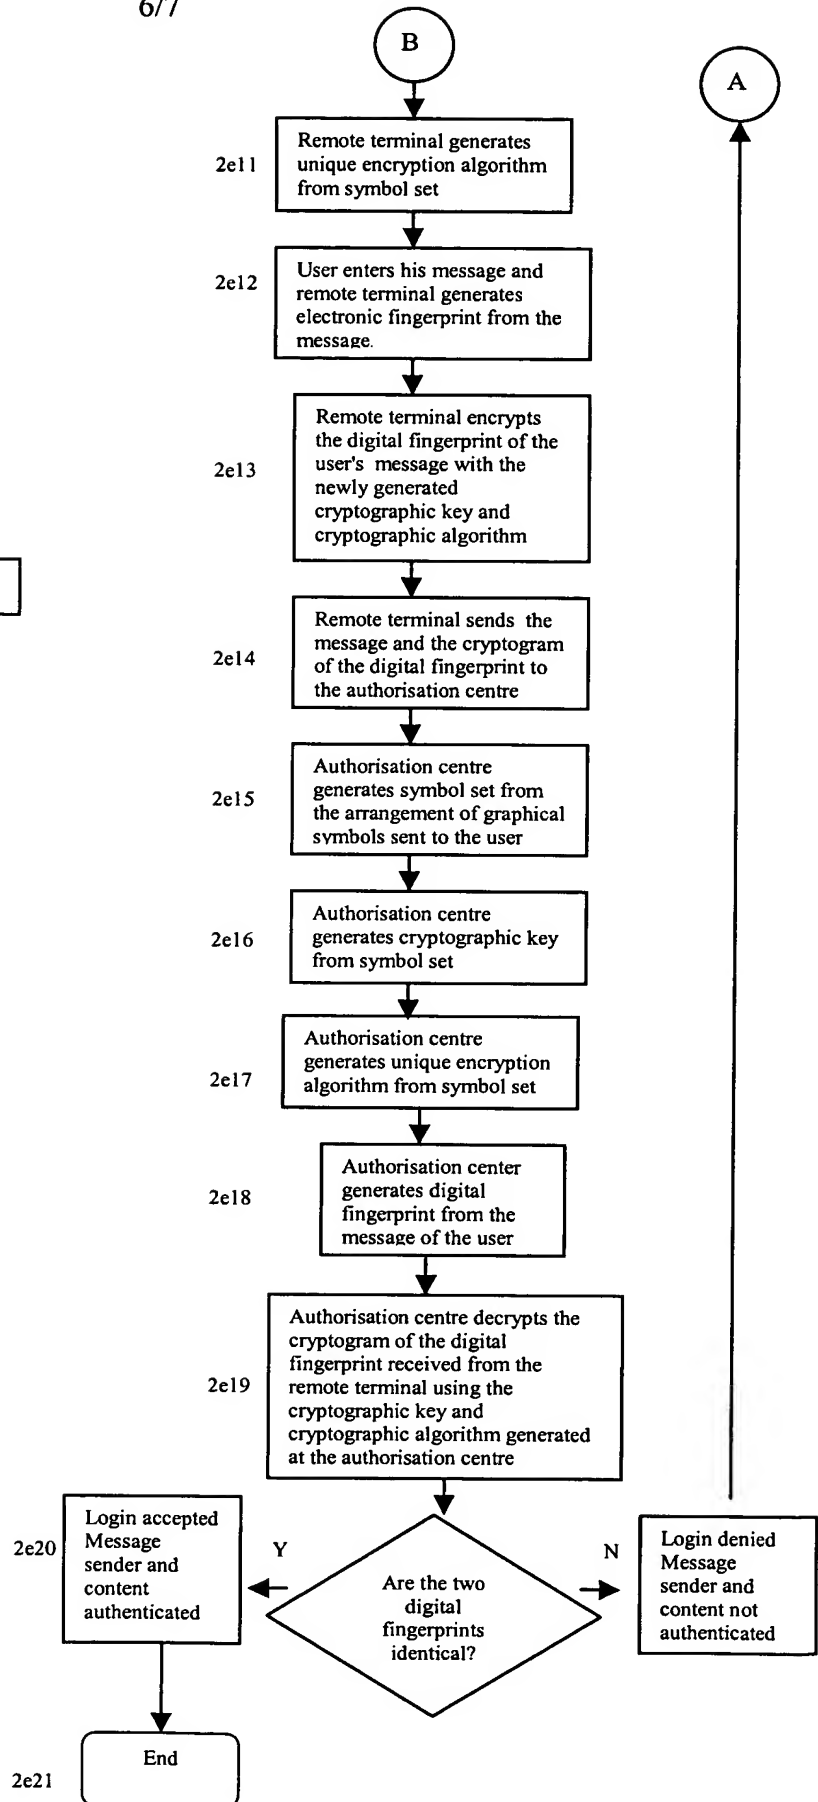 6/7
B
A
2e11
Remote terminal generates
unique encryption algorithm
from symbol set
2e12
User enters his message and
remote terminal generates
electronic fingerprint from the
message.
2e13
Remote terminal encrypts
the digital fingerprint of the
user's message with the
newly generated
cryptographic key and
cryptographic algorithm
2e14
Remote terminal sends the
message and the cryptogram
of the digital fingerprint to
the authorisation centre
2e15
Authorisation centre
generates symbol set from
the arrangement of graphical
symbols sent to the user
2e16
Authorisation centre
generates cryptographic key
from symbol set
2e17
Authorisation centre
generates unique encryption
algorithm from symbol set
2e18
Authorisation center
generates digital
fingerprint from the
message of the user
2e19
Authorisation centre decrypts the
cryptogram of the digital
fingerprint received from the
remote terminal using the
cryptographic key and
cryptographic algorithm generated
at the authorisation centre
2e20
Login accepted
Message
sender and
content
authenticated
Y
Are the two
digital
fingerprints
identical?
N
Login denied
Message
sender and
content not
authenticated
End
2e21